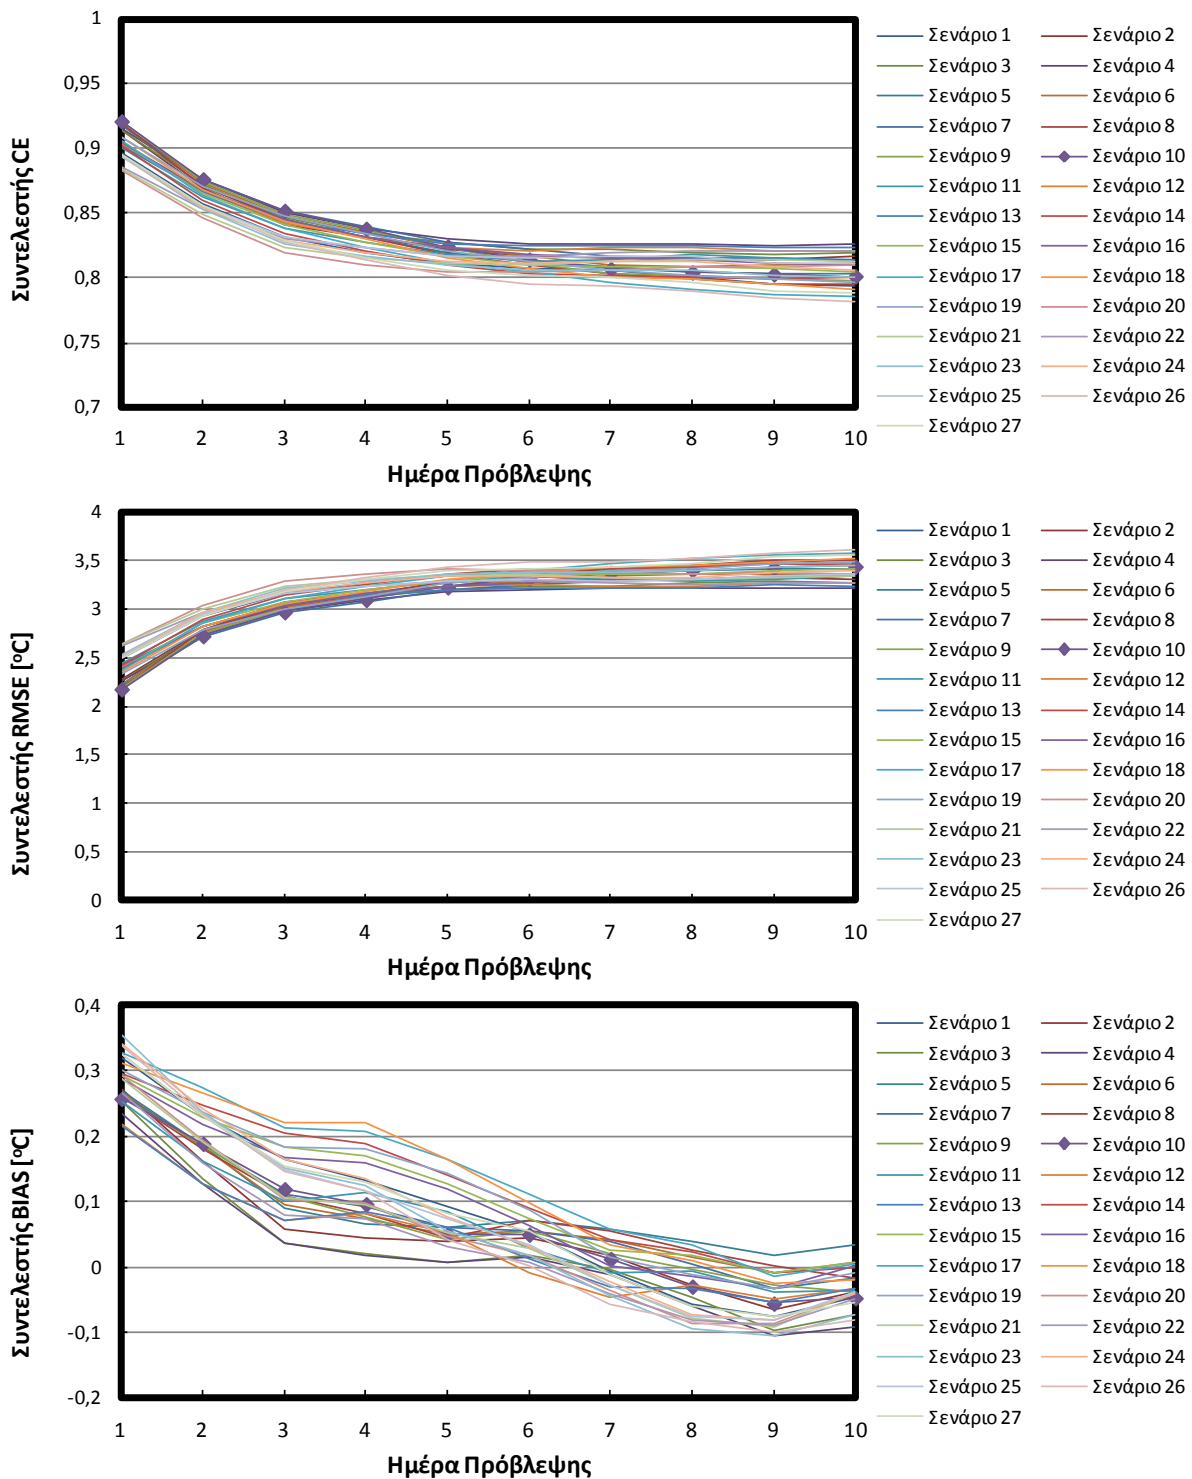 1
0,95
0,9
0,85
0,8
0,75
0,7
Συντελεστής CE
1 2 3 4 5 6 7 8 9 10
Ημέρα Πρόβλεψης
Σενάριο 1 Σενάριο 2
Σενάριο 3 Σενάριο 4
Σενάριο 5 Σενάριο 6
Σενάριο 7 Σενάριο 8
Σενάριο 9 Σενάριο 10
Σενάριο 11 Σενάριο 12
Σενάριο 13 Σενάριο 14
Σενάριο 15 Σενάριο 16
Σενάριο 17 Σενάριο 18
Σενάριο 19 Σενάριο 20
Σενάριο 21 Σενάριο 22
Σενάριο 23 Σενάριο 24
Σενάριο 25 Σενάριο 26
Σενάριο 27
4
3,5
3
2,5
2
1,5
1
0,5
0
Συντελεστής RMSE [οC]
1 2 3 4 5 6 7 8 9 10
Ημέρα Πρόβλεψης
Σενάριο 1 Σενάριο 2
Σενάριο 3 Σενάριο 4
Σενάριο 5 Σενάριο 6
Σενάριο 7 Σενάριο 8
Σενάριο 9 Σενάριο 10
Σενάριο 11 Σενάριο 12
Σενάριο 13 Σενάριο 14
Σενάριο 15 Σενάριο 16
Σενάριο 17 Σενάριο 18
Σενάριο 19 Σενάριο 20
Σενάριο 21 Σενάριο 22
Σενάριο 23 Σενάριο 24
Σενάριο 25 Σενάριο 26
Σενάριο 27
0,4
0,3
0,2
0,1
0
-0,1
-0,2
Συντελεστής BIAS [οC]
1 2 3 4 5 6 7 8 9 10
Ημέρα Πρόβλεψης
Σενάριο 1 Σενάριο 2
Σενάριο 3 Σενάριο 4
Σενάριο 5 Σενάριο 6
Σενάριο 7 Σενάριο 8
Σενάριο 9 Σενάριο 10
Σενάριο 11 Σενάριο 12
Σενάριο 13 Σενάριο 14
Σενάριο 15 Σενάριο 16
Σενάριο 17 Σενάριο 18
Σενάριο 19 Σενάριο 20
Σενάριο 21 Σενάριο 22
Σενάριο 23 Σενάριο 24
Σενάριο 25 Σενάριο 26
Σενάριο 27